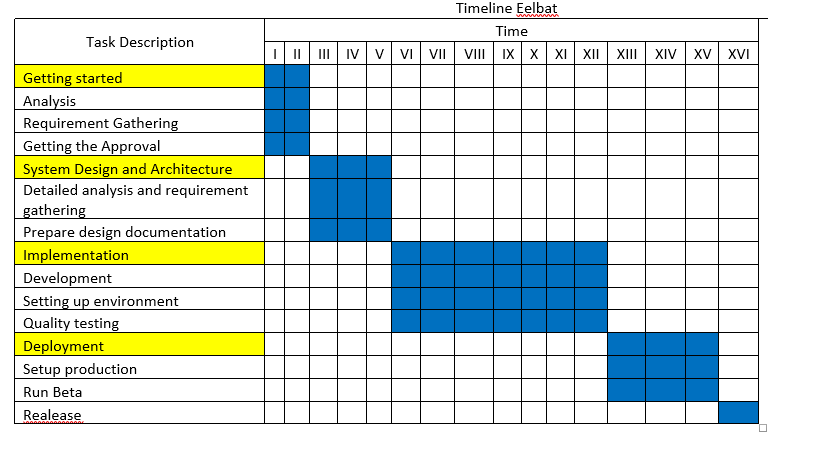 Timeline Eelbat
Task Description
Time
I II III IV V VI VII VIII IX X XI XII XIII XIV XV XVI
Getting started
Analysis
Requirement Gathering
Getting the Approval
System Design and Architecture
Detailed analysis and requirement
gathering
Prepare design documentation
Implementation
Development
Setting up environment
Quality testing
Deployment
Setup production
Run Beta
Realease